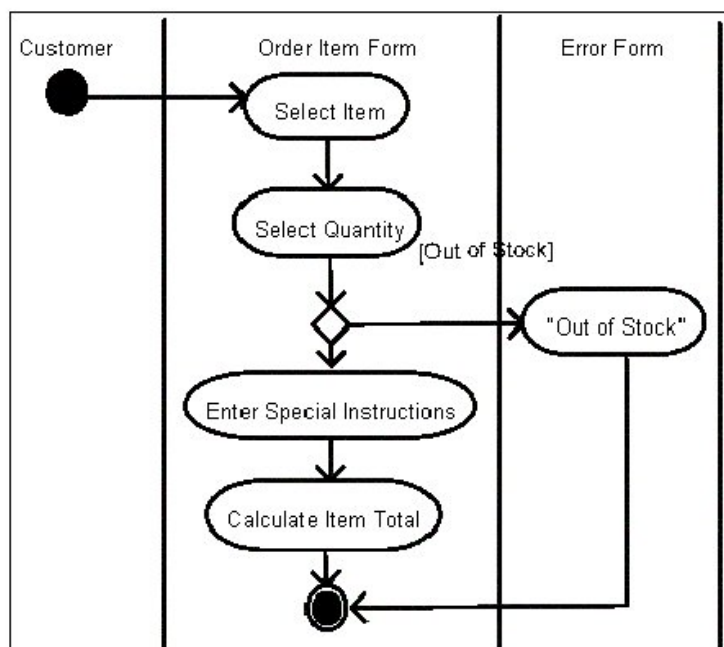 Customer
Order Item Form
Error Form
Select Item
Select Quantity
[Out of Stock]
"Out of Stock"
Enter Special Instructions
Calculate Item Total